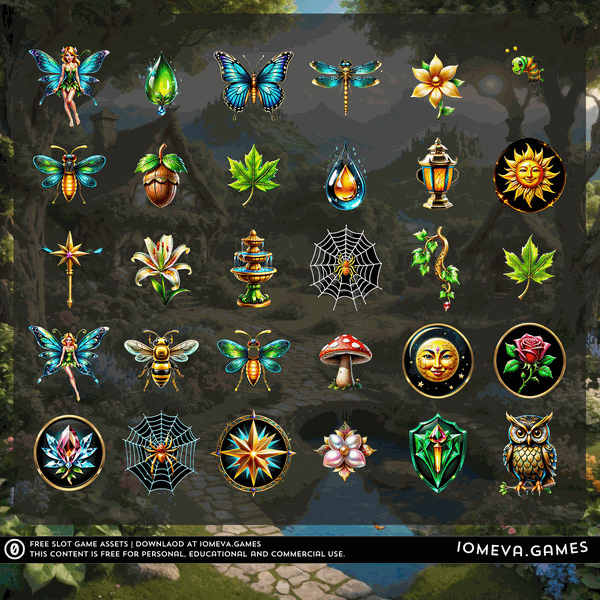 FREE SLOT GAME ASSETS | DOWNLAOD AT IOMEVA.GAMES
THIS CONTENT IS FREE FOR PERSONAL, EDUCATIONAL AND COMMERCIAL USE.
IOMEVA.GAMES